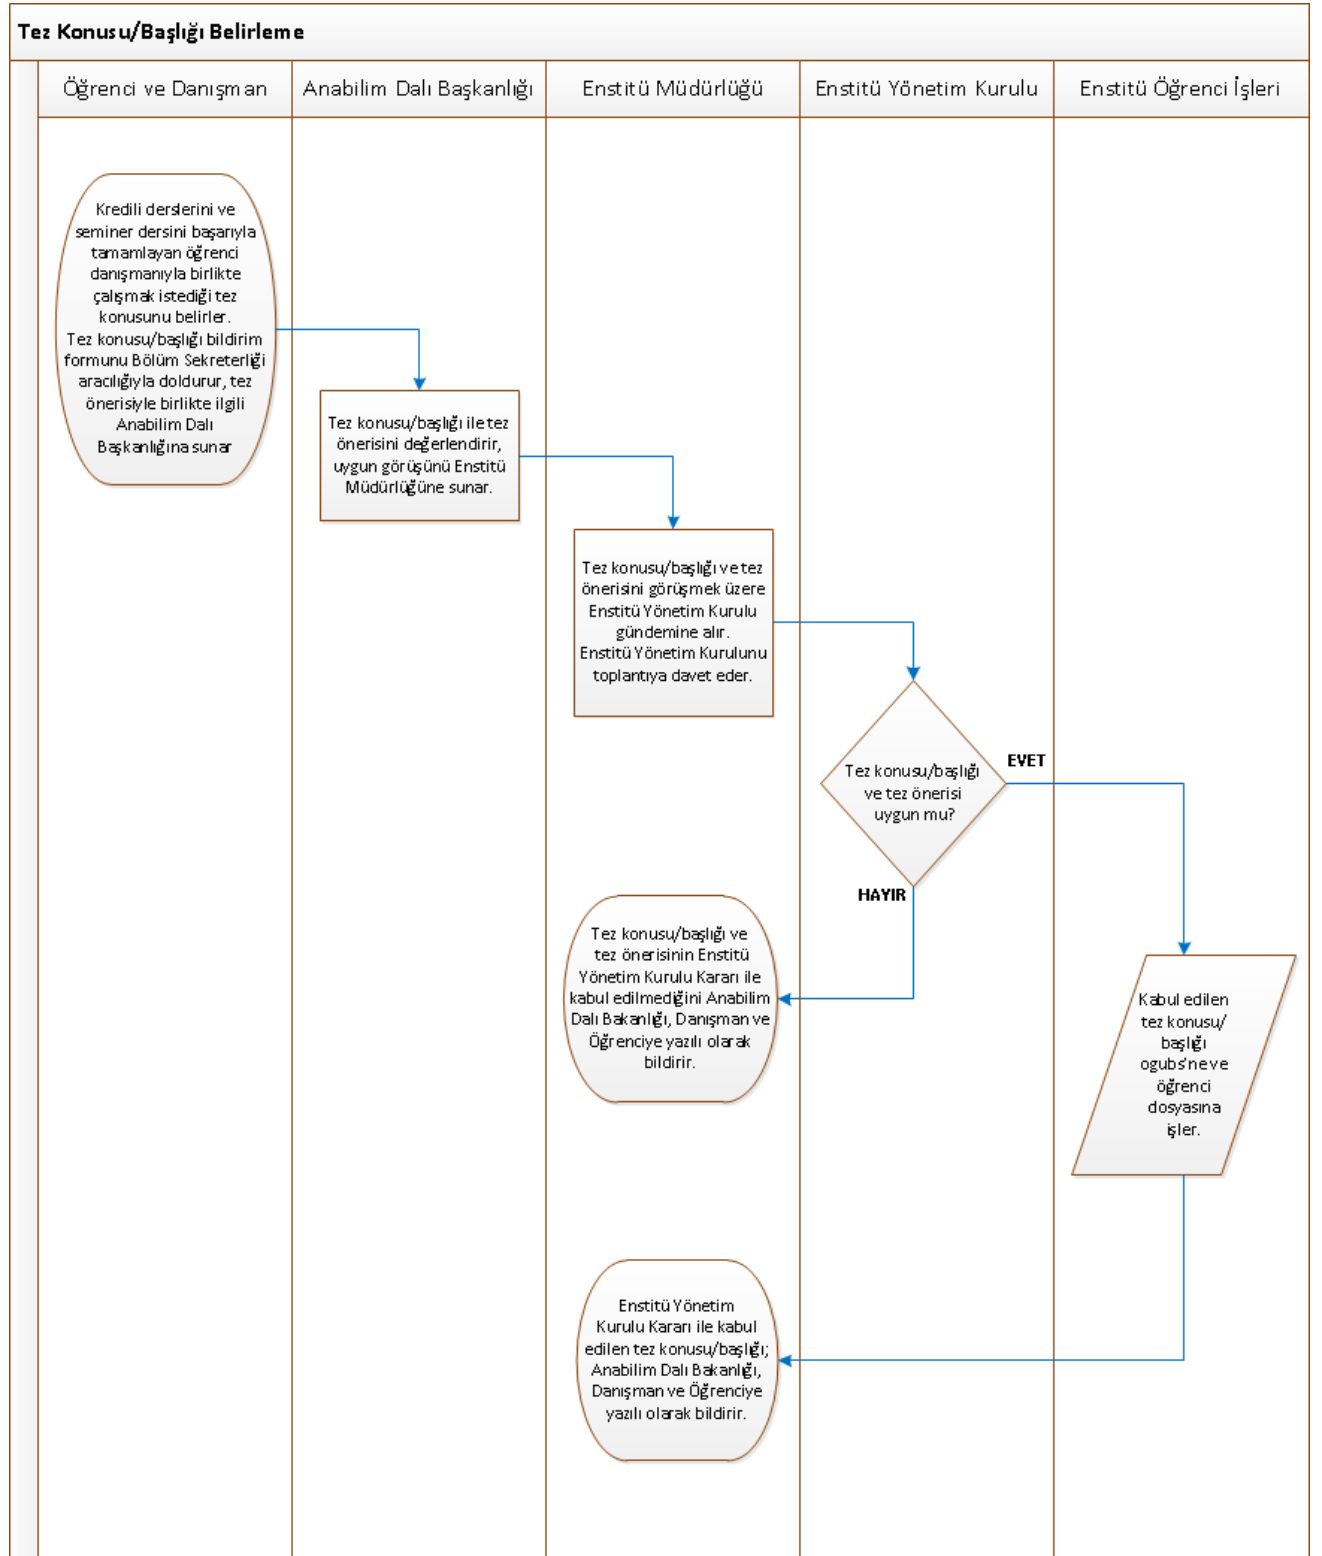 Tez Konusu/Başlığı Belirleme
Öğrenci ve Danışman
Anabilim Dalı Başkanlığı
Enstitü Müdürlüğü
Enstitü Yönetim Kurulu
Enstitü Öğrenci İşleri
Kredili derslerini ve
seminer dersini başarıyla
tamamlayan öğrenci
danışmanıyla birlikte
çalışmak istediği tez
konusunu belirler.
Tez konusu/başlığı bildirim
formunu Bölüm Sekreterliği
aracılığıyla doldurur, tez
önerisiyle birlikte ilgili
Anabilim Dalı
Başkanlığına sunar
Tez konusu/başlığı ile tez
önerisini değerlendirir,
uygun görüşünü Enstitü
Müdürlüğüne sunar.
Tez konusu/başlığı ve tez
önerisini görüşmek üzere
Enstitü Yönetim Kurulu
gündemine alır.
Enstitü Yönetim Kurulunu
toplantıya davet eder.
Tez konusu/başlığı
ve tez önerisi
uygun mu?
EVET
HAYIR
Tez konusu/başlığı ve
tez önerisinin Enstitü
Yönetim Kurulu Kararı ile
kabul edilmediğini Anabilim
Dalı Bakanlığı, Danışman ve
Öğrenciye yazılı olarak
bildirir.
Kabul edilen
tez konusu/
başlığı
ogubs'ne ve
öğrenci
dosyasına
işler.
Enstitü Yönetim
Kurulu Kararı ile kabul
edilen tez konusu/başlığı;
Anabilim Dalı Bakanlığı,
Danışman ve Öğrenciye
yazılı olarak bildirir.